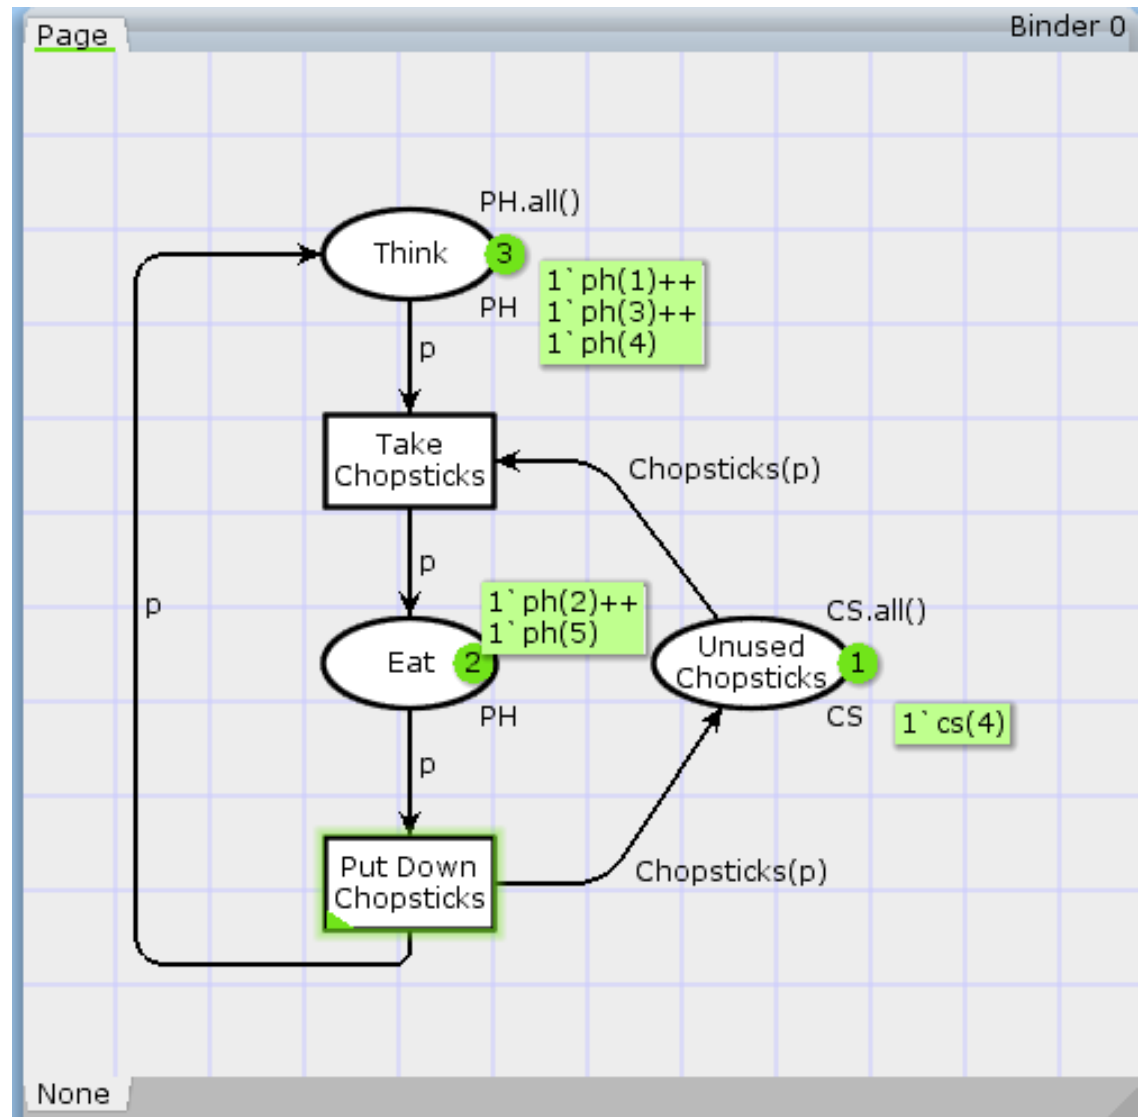 Page
Binder 0
PH.all()
Think
3
1`ph(1)++
1`ph(3)++
1`ph(4)
PH
p
Take
Chopsticks
Chopsticks(p)
p
p
1`ph(2)++
1`ph(5)
Eat
2
CS.all()
Unused
Chopsticks
1
PH
CS
1`cs(4)
p
Put Down
Chopsticks
Chopsticks(p)
None